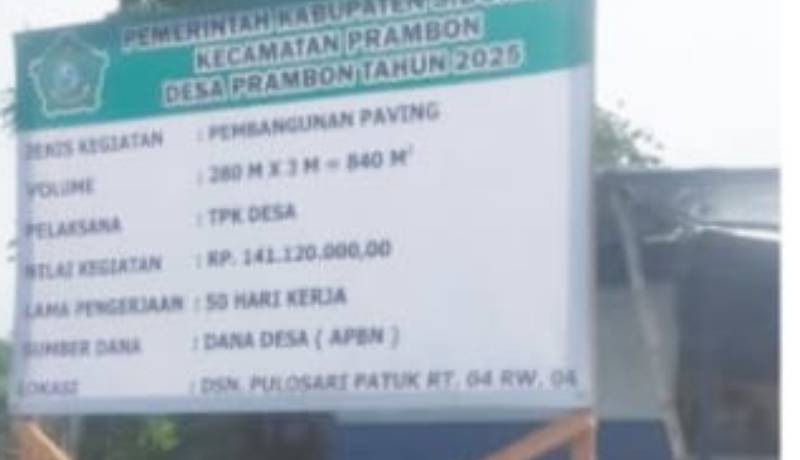 PEMERINTAH KABUPATEN
KECAMATAN PRAMBON
DESA PRAMBON TAHUN 2025
JENIS KEGIATAN : PEMBANGUNAN PAVING
VOLUME : 280 M X 3 M = 840 M²
PELAKSANA : TPK DESA
NILAI KEGIATAN : RP. 141.120.000,00
LAMA PENGERJAAN : 50 HARI KERJA
SUMBER DANA : DANA DESA ( APBN )
LOKASI : DSN. PULOSARI PATUK RT. 04 RW. 04